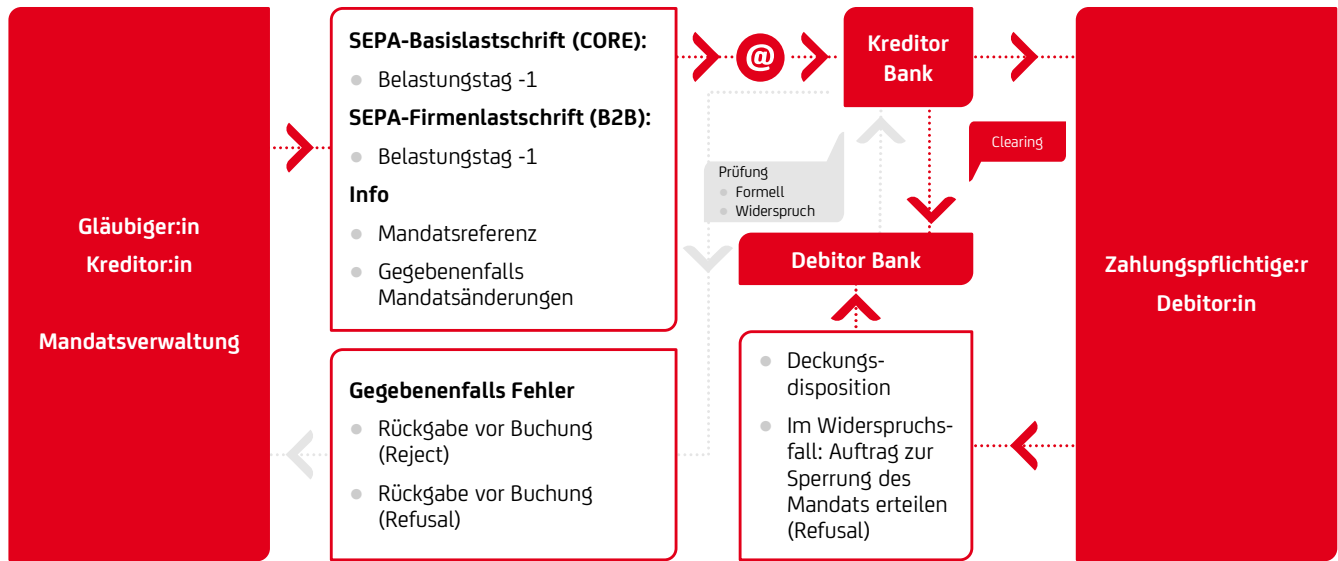 Gläubiger:in
Kreditor:in
Mandatsverwaltung
SEPA-Basislastschrift (CORE):
Belastungstag -1
SEPA-Firmenlastschrift (B2B):
Belastungstag -1
Info
Mandatsreferenz
Gegebenenfalls
Mandatsänderungen
Gegebenenfalls Fehler
Rückgabe vor Buchung
(Reject)
Rückgabe vor Buchung
(Refusal)
@
Kreditor
Bank
Clearing
Prüfung
Formell
Widerspruch
Debitor Bank
Deckungs-
disposition
Im Widerspruchs-
fall: Auftrag zur
Sperrung des
Mandats erteilen
(Refusal)
Zahlungspflichtige:r
Debitor:in